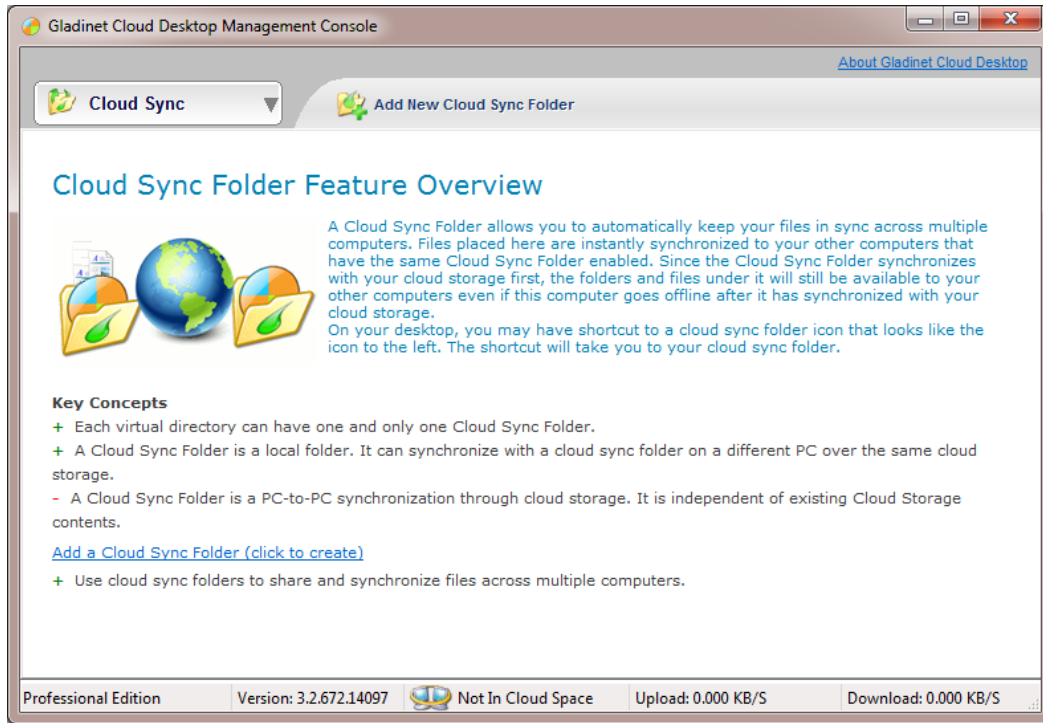 Gladinet Cloud Desktop Management Console
About Gladinet Cloud Desktop
Cloud Sync
Add New Cloud Sync Folder
Cloud Sync Folder Feature Overview
A Cloud Sync Folder allows you to automatically keep your files in sync across multiple
computers. Files placed here are instantly synchronized to your other computers that
have the same Cloud Sync Folder enabled. Since the Cloud Sync Folder synchronizes
with your cloud storage first, the folders and files under it will still be available to your
other computers even if this computer goes offline after it has synchronized with your
cloud storage.
On your desktop, you may have shortcut to a cloud sync folder icon that looks like the
icon to the left. The shortcut will take you to your cloud sync folder.
Key Concepts
+ Each virtual directory can have one and only one Cloud Sync Folder.
+ A Cloud Sync Folder is a local folder. It can synchronize with a cloud sync folder on a different PC over the same cloud
storage.
- A Cloud Sync Folder is a PC-to-PC synchronization through cloud storage. It is independent of existing Cloud Storage
contents.
Add a Cloud Sync Folder (click to create)
+ Use cloud sync folders to share and synchronize files across multiple computers.
Professional Edition
Version: 3.2.672.14097
Not In Cloud Space
Upload: 0.000 KB/S
Download: 0.000 KB/S